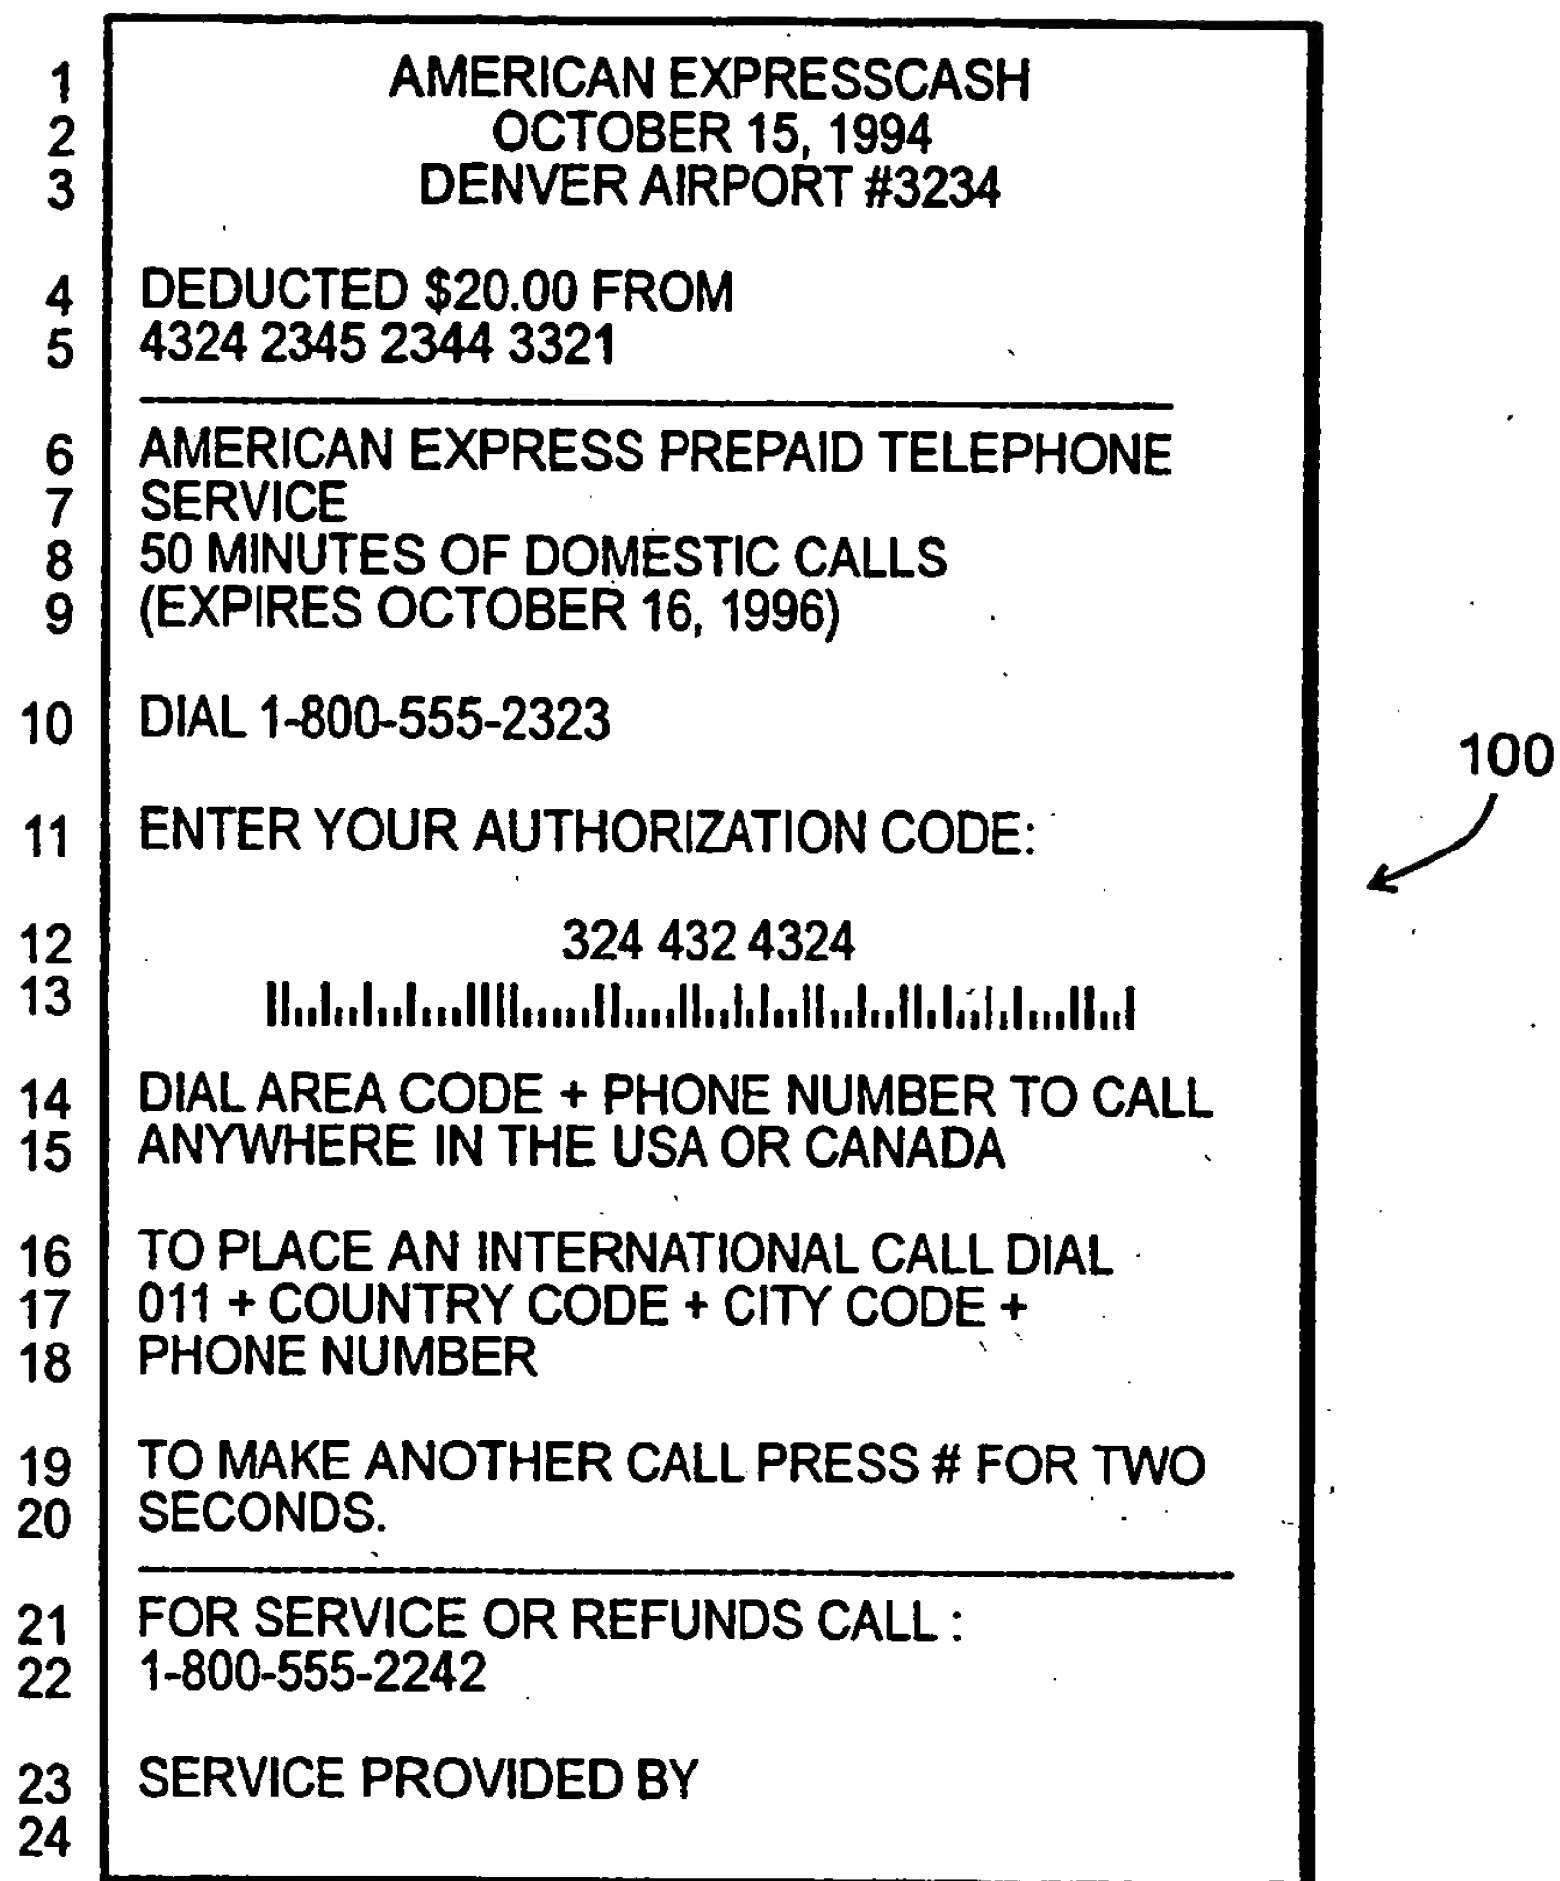 1 AMERICAN EXPRESSCASH
2 OCTOBER 15, 1994
3 DENVER AIRPORT #3234
4 DEDUCTED $20.00 FROM
5 4324 2345 2344 3321
6 AMERICAN EXPRESS PREPAID TELEPHONE
7 SERVICE
8 50 MINUTES OF DOMESTIC CALLS
9 (EXPIRES OCTOBER 16, 1996)
10 DIAL 1-800-555-2323
100
11 ENTER YOUR AUTHORIZATION CODE:
12 324 432 4324
13
14 DIAL AREA CODE + PHONE NUMBER TO CALL
15 ANYWHERE IN THE USA OR CANADA
16 TO PLACE AN INTERNATIONAL CALL DIAL
17 011 + COUNTRY CODE + CITY CODE +
18 PHONE NUMBER
19 TO MAKE ANOTHER CALL PRESS # FOR TWO
20 SECONDS.
21 FOR SERVICE OR REFUNDS CALL :
22 1-800-555-2242
23 SERVICE PROVIDED BY
24